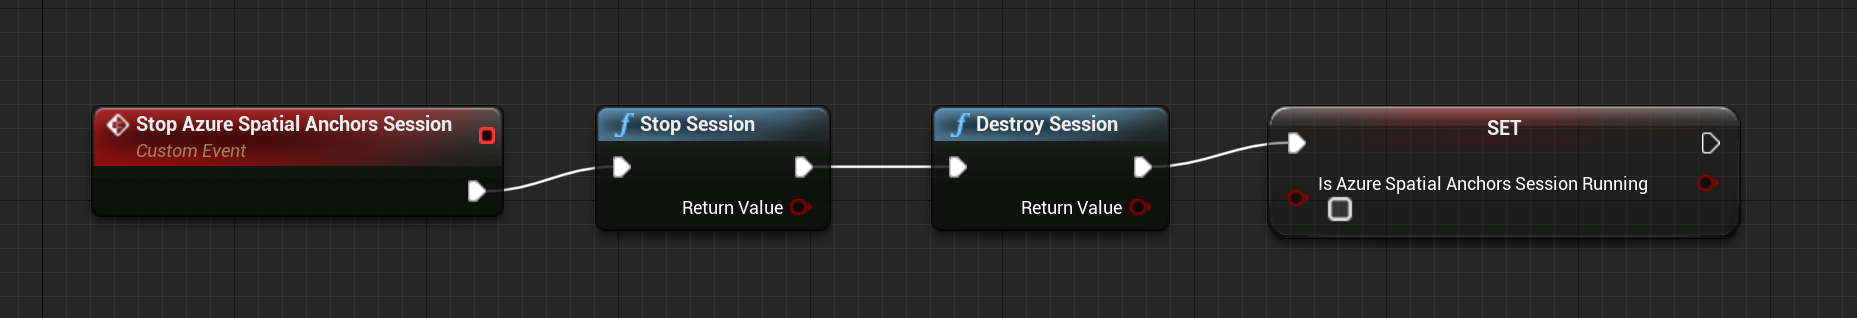 Stop Azure Spatial Anchors Session
Custom Event
Stop Session
Return Value
Destroy Session
Return Value
SET
Is Azure Spatial Anchors Session Running